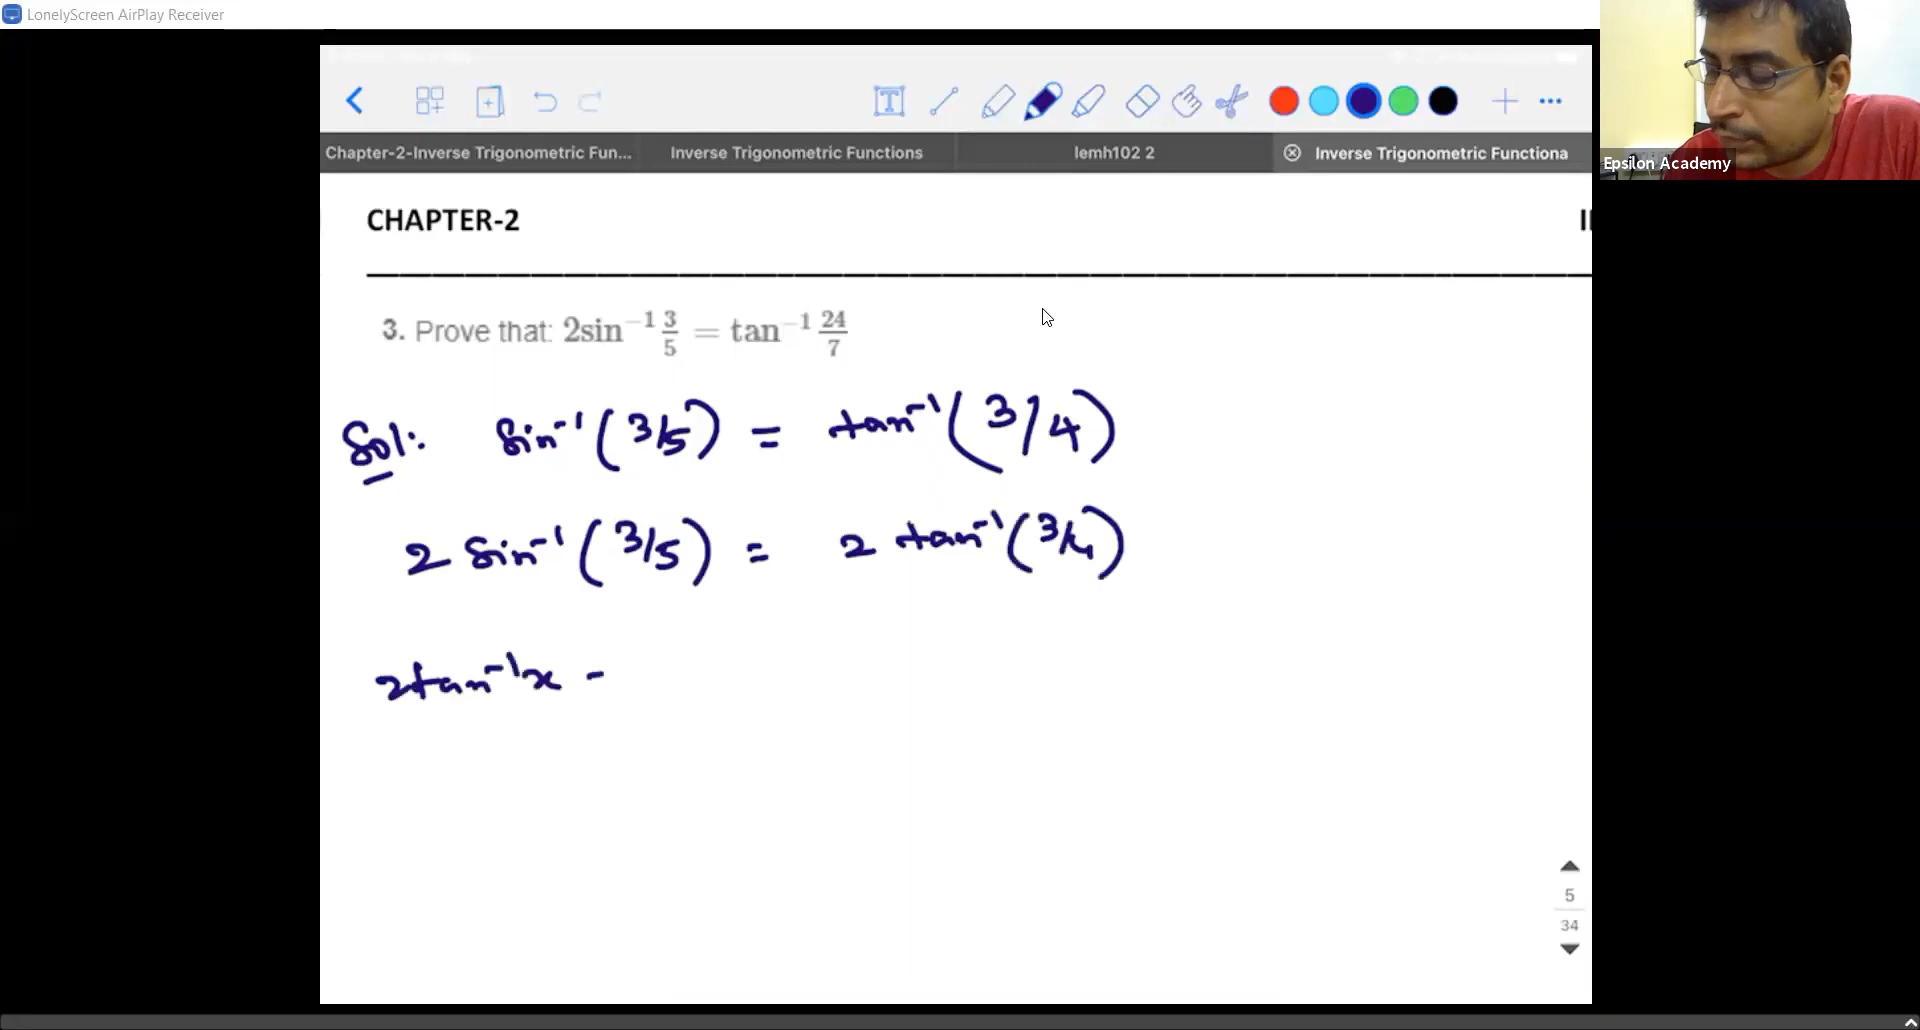 LonelyScreen AirPlay Receiver
Chapter-2-Inverse Trigonometric Fun...
Inverse Trigonometric Functions
lemh102 2
Inverse Trigonometric Functiona
Epsilon Academy
CHAPTER-2
3. Prove that: 2sin⁻¹ 3/5 = tan⁻¹ 24/7
Sol: Sin⁻¹ (3/5) = tan⁻¹ (3/4)
2 Sin⁻¹ (3/5) = 2 tan⁻¹ (3/4)
2tan⁻¹x -
5
34